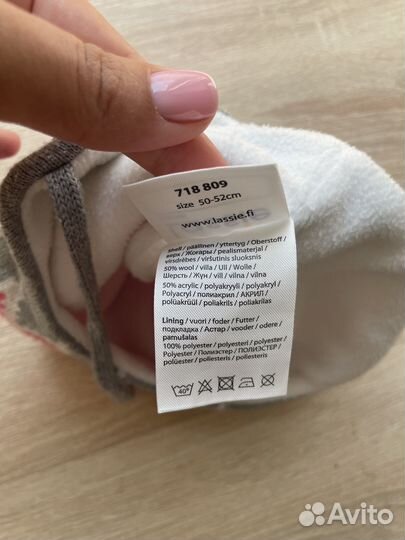 718 809
size 50-52cm
www.lassie.fi
Shell / päällinen / yttertyg / Oberstoff /
верх / Жоғары / pealmaterjal /
virsdrēbes / viršutinis sluoksnis
50% wool / villa / Ull / Wolle /
Шерсть / Жүн / vill / vilna / vilna
50% acrylic / polyakryyli / polyakryl /
Polyacryl / полиакрил / АКРИЛ /
polüakrüül / poliakrils / poliakrilas
Lining / vuori / foder / Futter /
подкладка / Астар / vooder / odere /
pamušalas
100% polyester / polyesteri / polyester /
Polyester / Полиэстер / ПОЛИЭСТЕР /
polüester / poliesters / poliesteris
40°
Avito